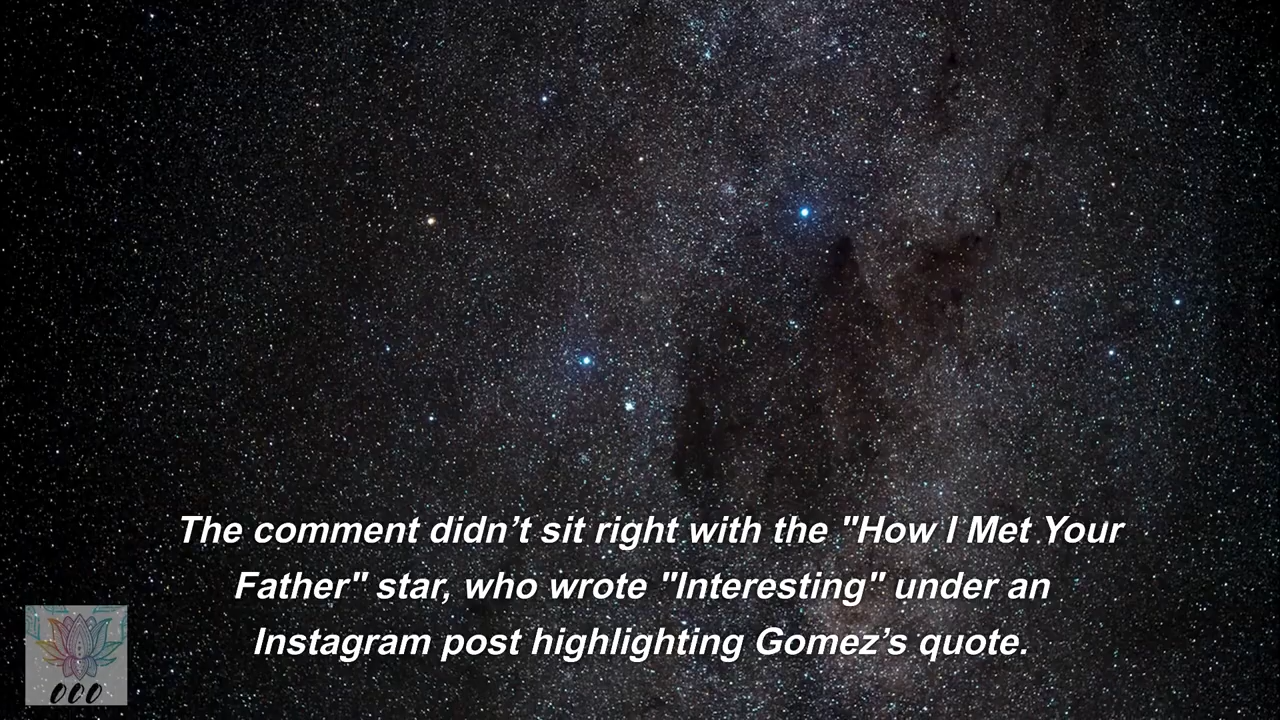 The comment didn’t sit right with the "How I Met Your
Father" star, who wrote "Interesting" under an
Instagram post highlighting Gomez’s quote.
OCO